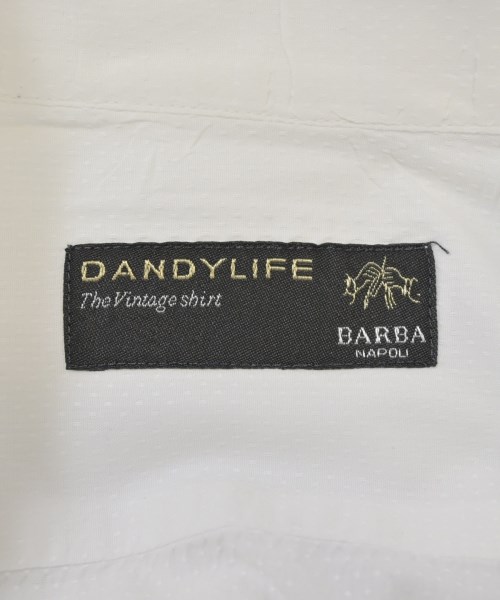 DANDYLIFE
The Vintage shirt
BARBA
NAPOLI